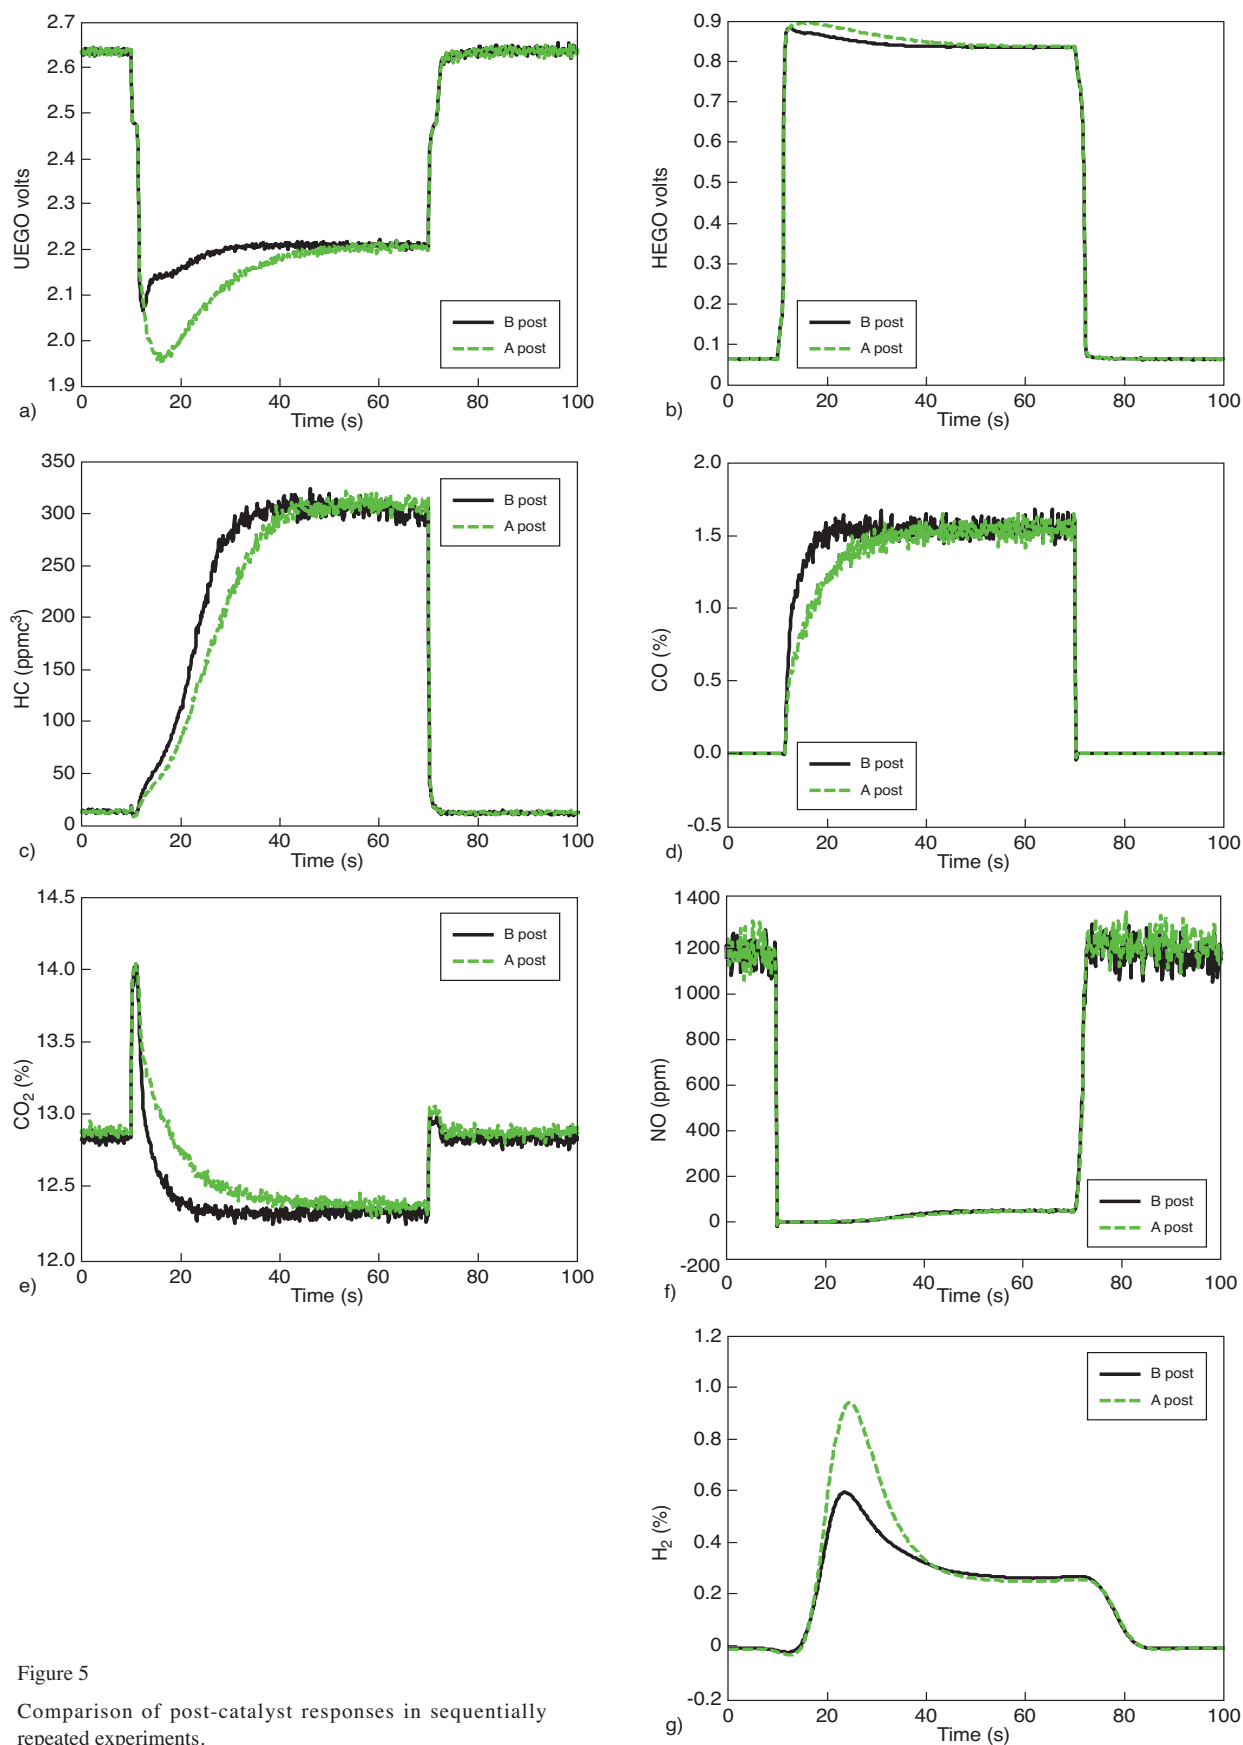 2.7
2.6
2.5
2.4
2.3
2.2
2.1
2.0
1.9
UEGO volts
B post
A post
0 20 40 60 80 100
Time (s)
a)
0.9
0.8
0.9
0.7
0.6
0.5
0.4
0.3
0.2
0.1
0
HEGO volts
B post
A post
0 20 40 60 80 100
Time (s)
b)
350
300
250
200
150
100
50
0
HC (ppmc³)
B post
A post
0 20 40 60 80 100
Time (s)
c)
2.0
1.5
1.0
0.5
0.0
-0.5
CO (%)
B post
A post
0 20 40 60 80 100
Time (s)
d)
14.5
14.0
13.5
13.0
12.5
12.0
CO₂ (%)
B post
A post
0 20 40 60 80 100
Time (s)
e)
1400
1200
1000
800
600
400
200
0
-200
NO (ppm)
B post
A post
0 20 40 60 80 100
Time (s)
f)
1.2
1.0
0.8
0.6
0.4
0.2
0
-0.2
H₂ (%)
B post
A post
0 20 40 60 80 100
Time (s)
g)
Figure 5
Comparison of post-catalyst responses in sequentially
repeated experiments.